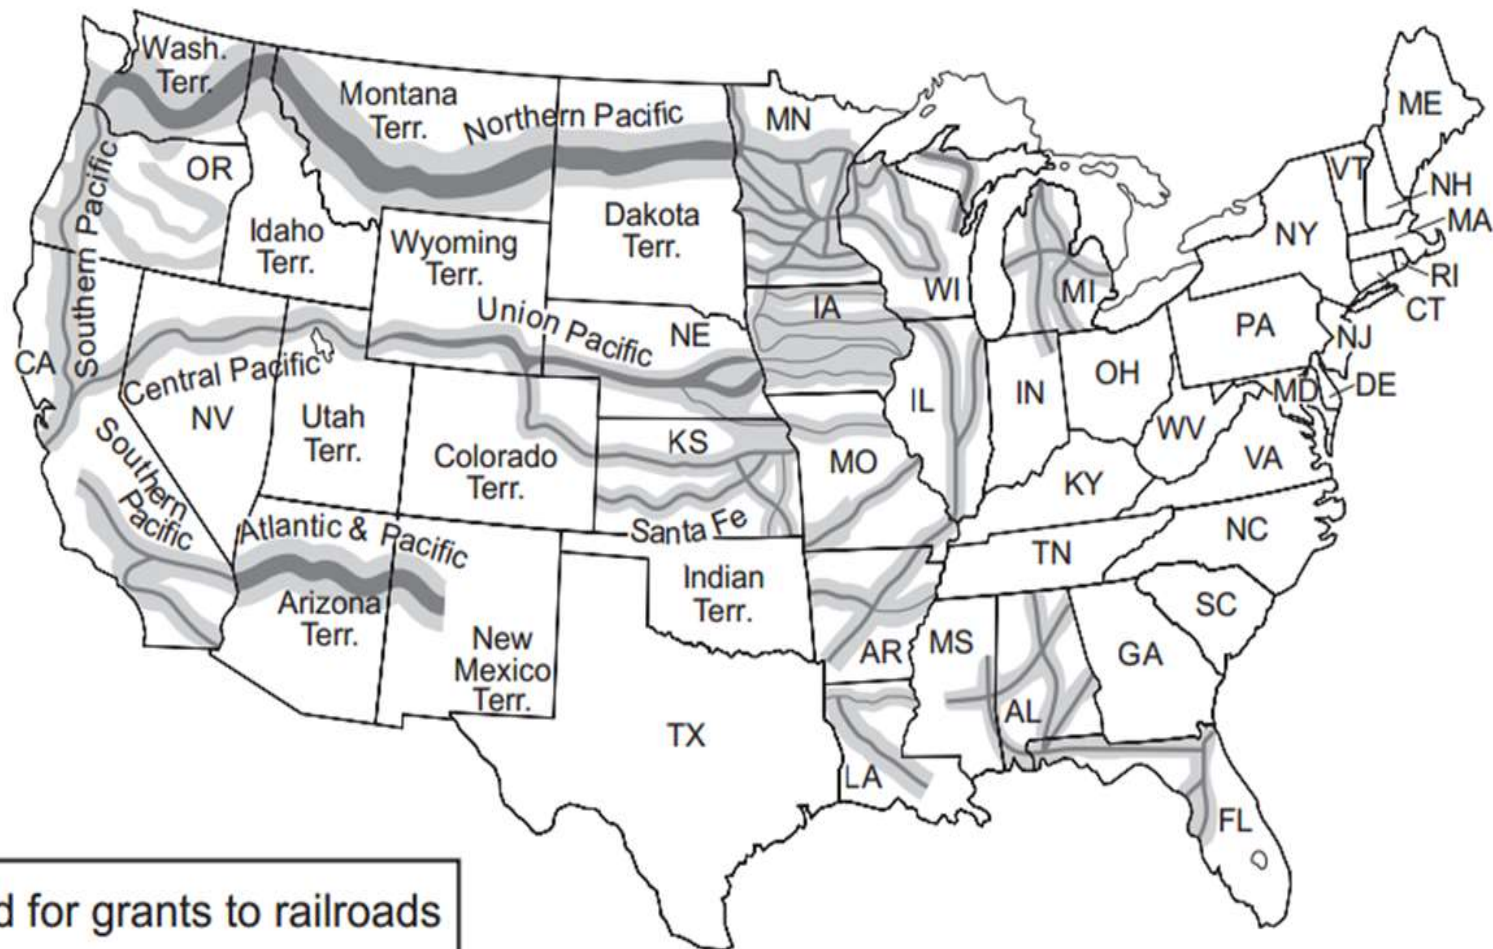 Wash.
Terr.
Montana
Terr.
Northern Pacific
MN
ME
VT
NH
MA
OR
Southern Pacific
Idaho
Terr.
Wyoming
Terr.
Dakota
Terr.
WI
MI
NY
RI
CT
CA
Central Pacific
Union Pacific
NE
IA
PA
NJ
OH
MD
DE
IN
IL
NV
Utah
Terr.
Colorado
Terr.
KS
MO
WV
VA
KY
Southern
Pacific
Atlantic & Pacific
Santa Fe
NC
TN
Arizona
Terr.
Indian
Terr.
New
Mexico
Terr.
AR
MS
SC
GA
AL
TX
LA
FL
for grants to railroads